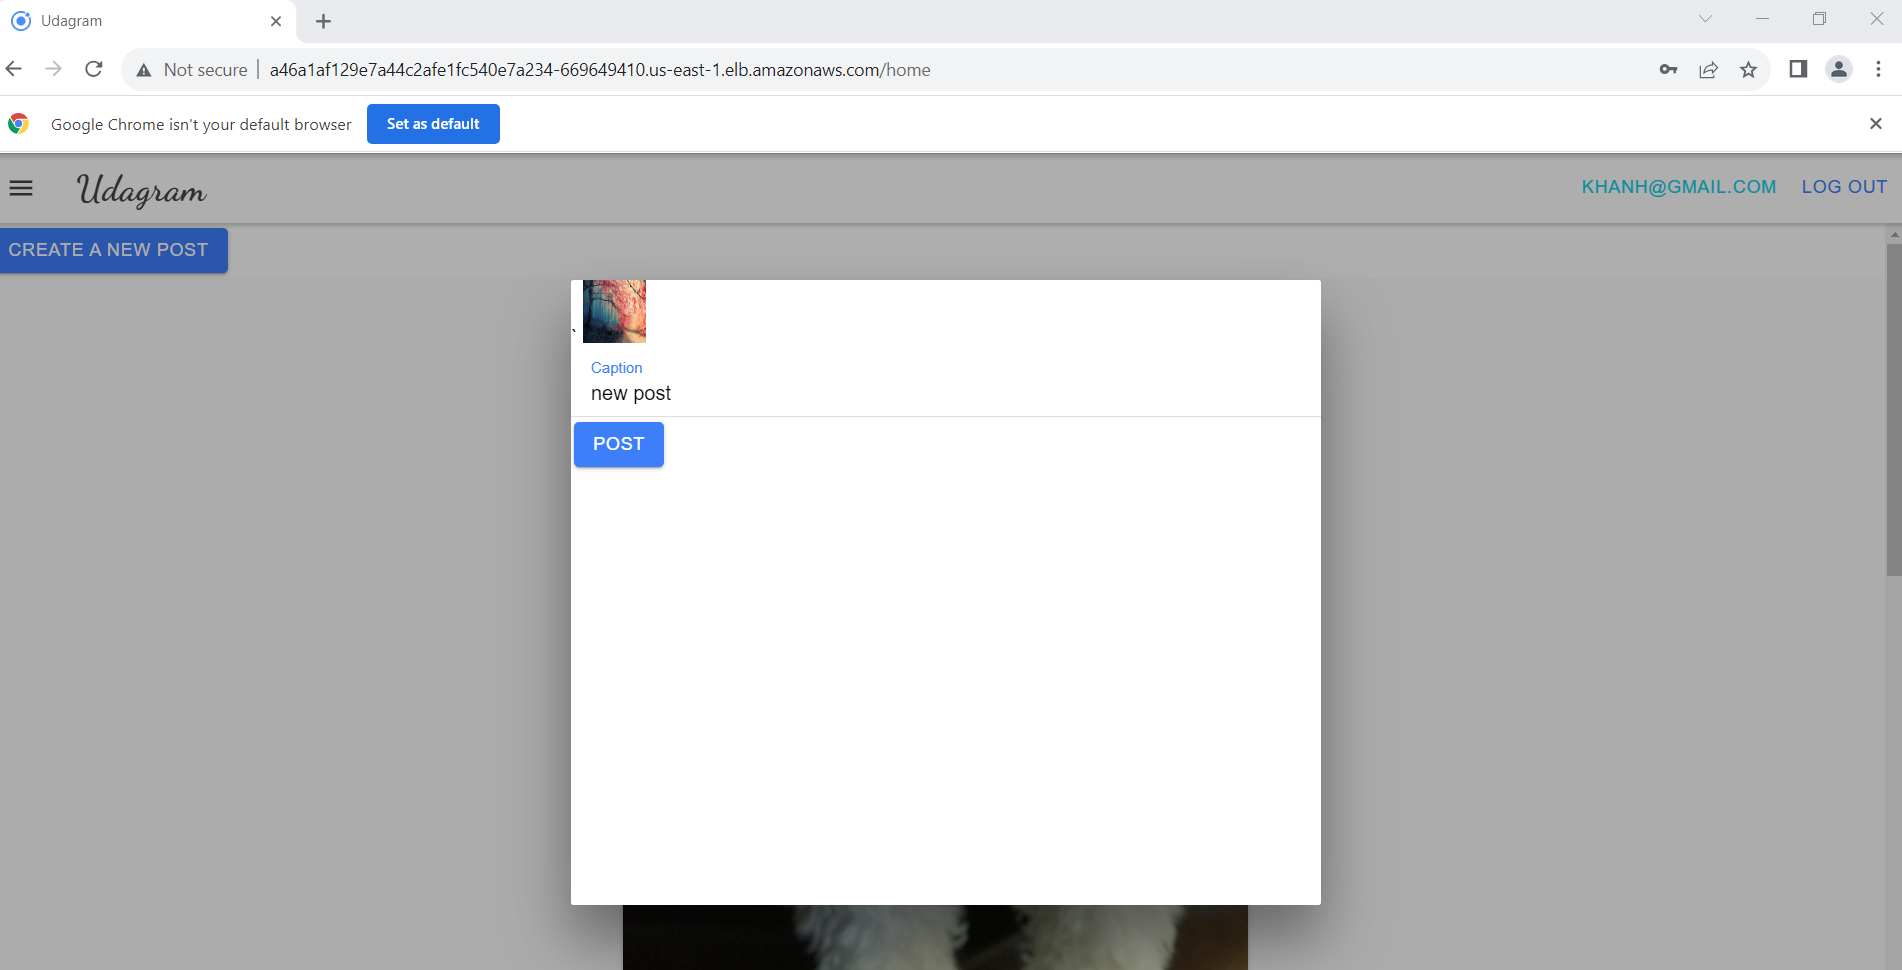 Udagram
Not secure | a46a1af129e7a44c2afe1fc540e7a234-669649410.us-east-1.elb.amazonaws.com/home
Google Chrome isn't your default browser Set as default
Udagram KHANH@GMAIL.COM LOG OUT
CREATE A NEW POST
`
Caption
new post
POST